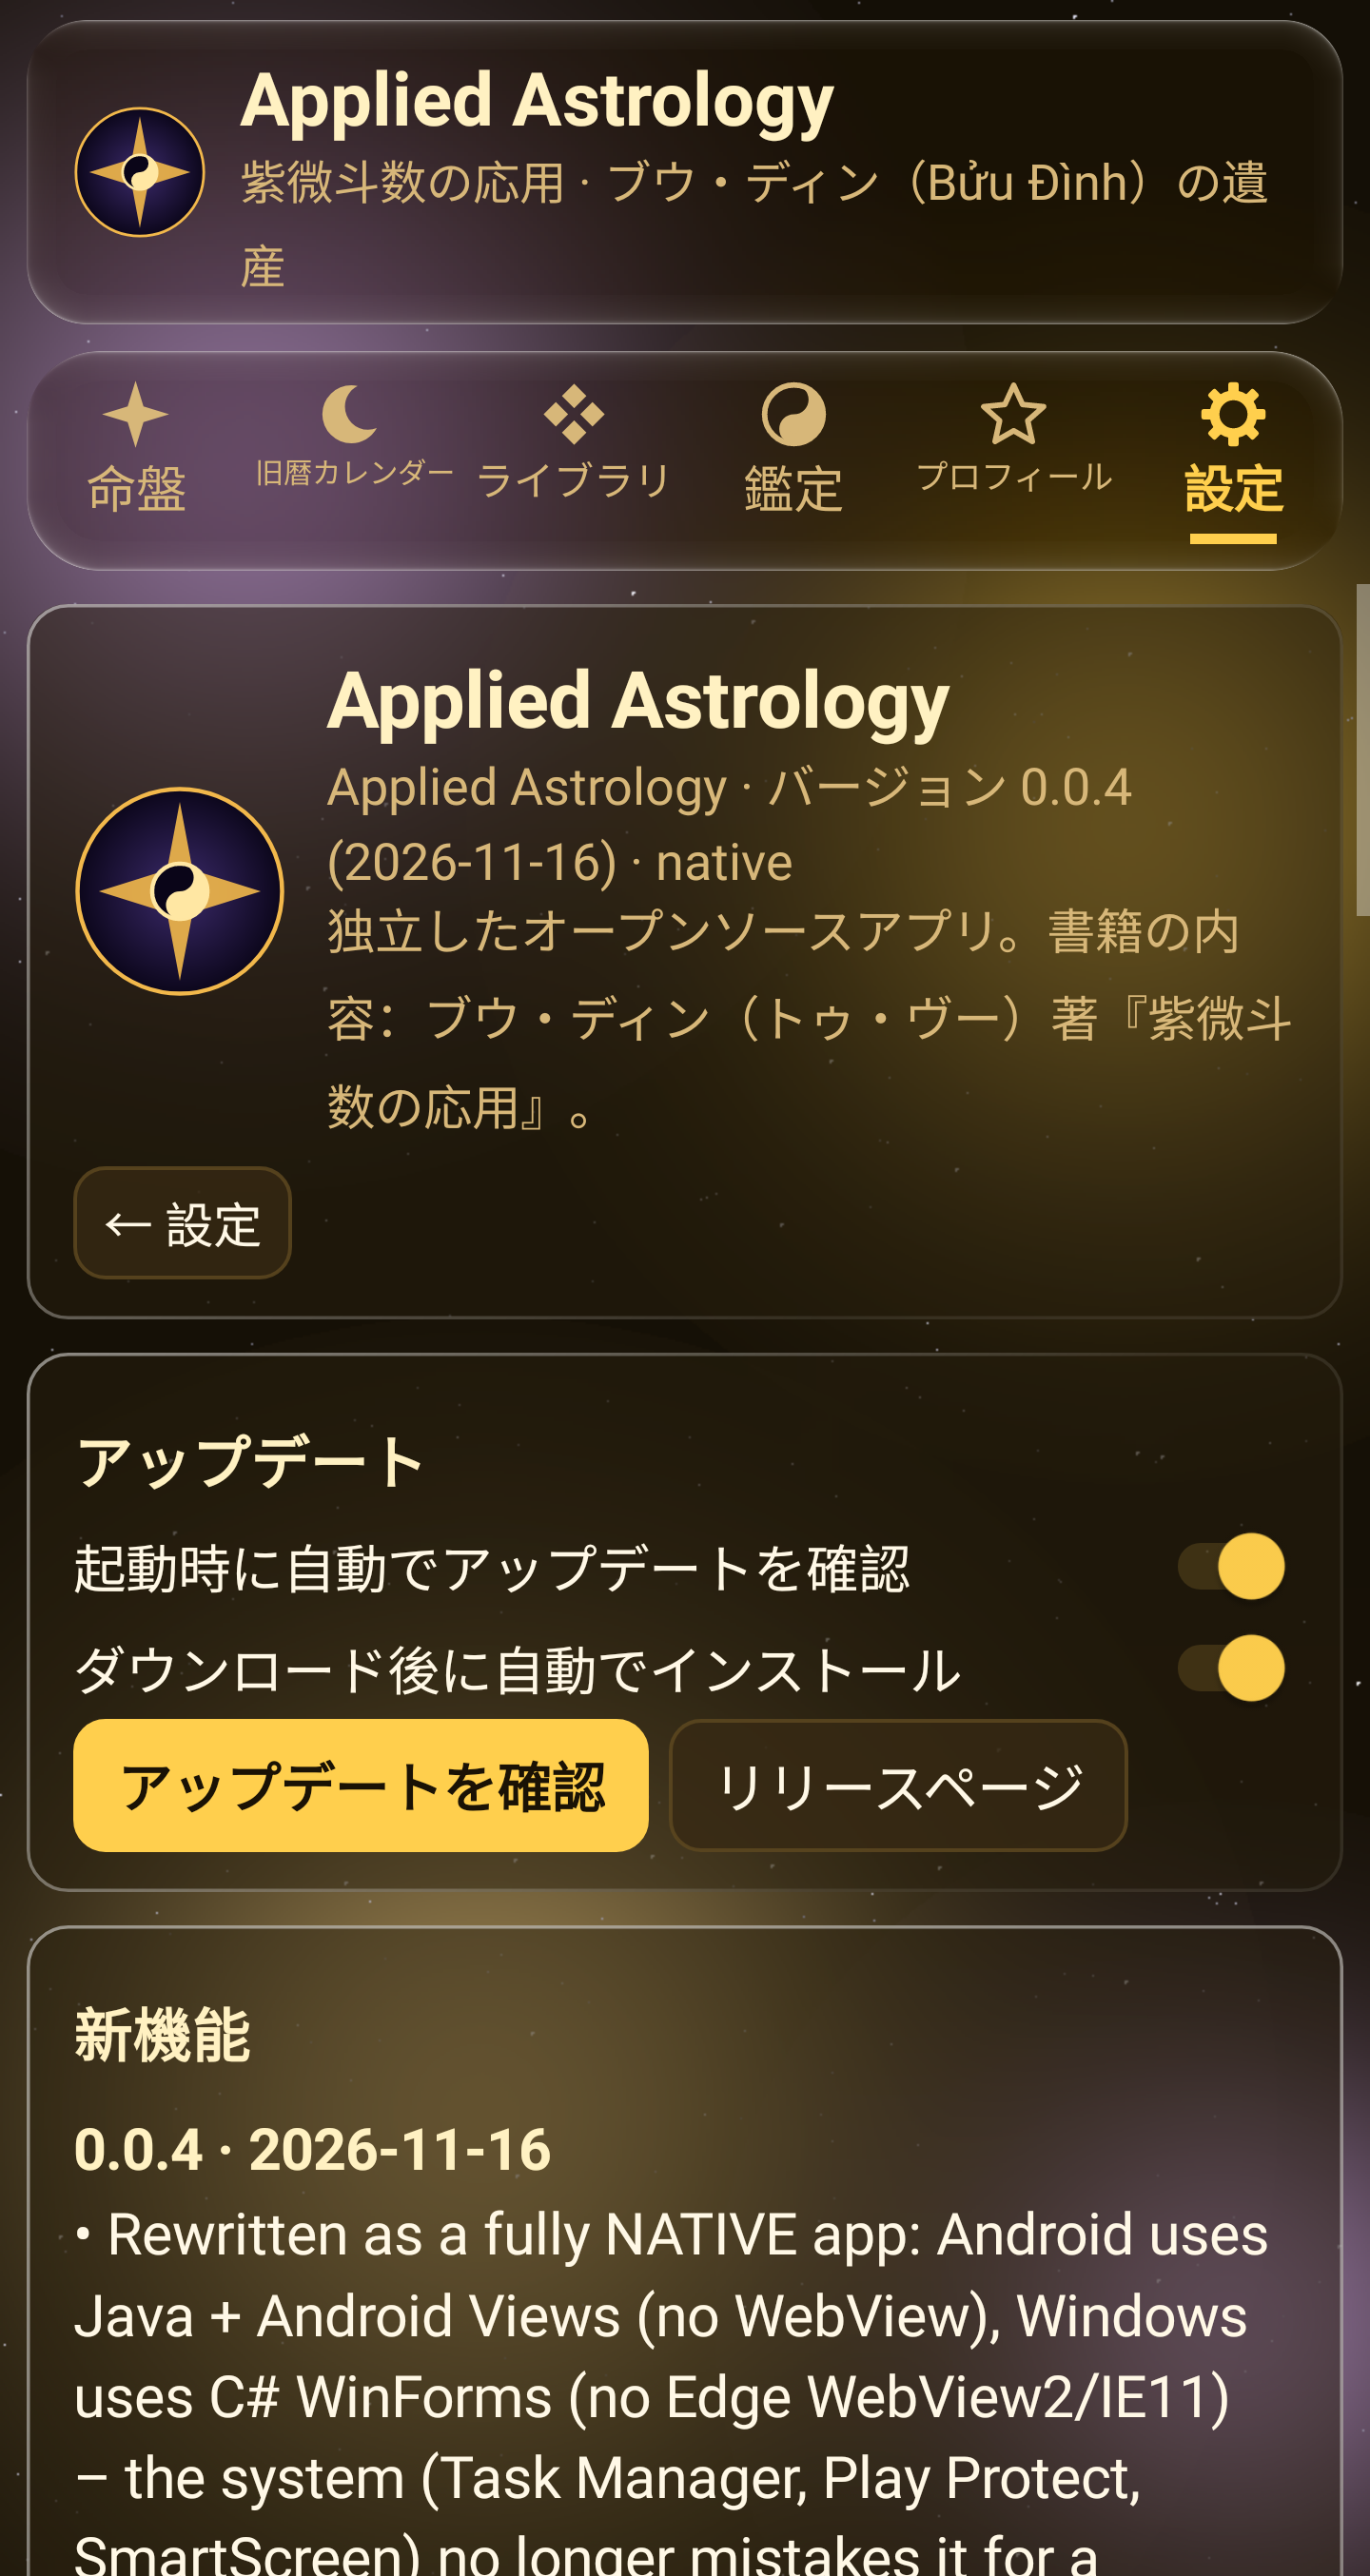 Applied Astrology
紫微斗数の応用 · ブウ・ディン（Bửu Đình）の遺
産
命盤
旧暦カレンダー
ライブラリ
鑑定
プロフィール
設定
Applied Astrology
Applied Astrology · バージョン 0.0.4
(2026-11-16) · native
独立したオープンソースアプリ。書籍の内
容：ブウ・ディン（トゥ・ヴー）著『紫微斗
数の応用』。
← 設定
アップデート
起動時に自動でアップデートを確認
ダウンロード後に自動でインストール
アップデートを確認
リリースページ
新機能
0.0.4 · 2026-11-16
• Rewritten as a fully NATIVE app: Android uses
Java + Android Views (no WebView), Windows
uses C# WinForms (no Edge WebView2/IE11)
– the system (Task Manager, Play Protect,
SmartScreen) no longer mistakes it for a